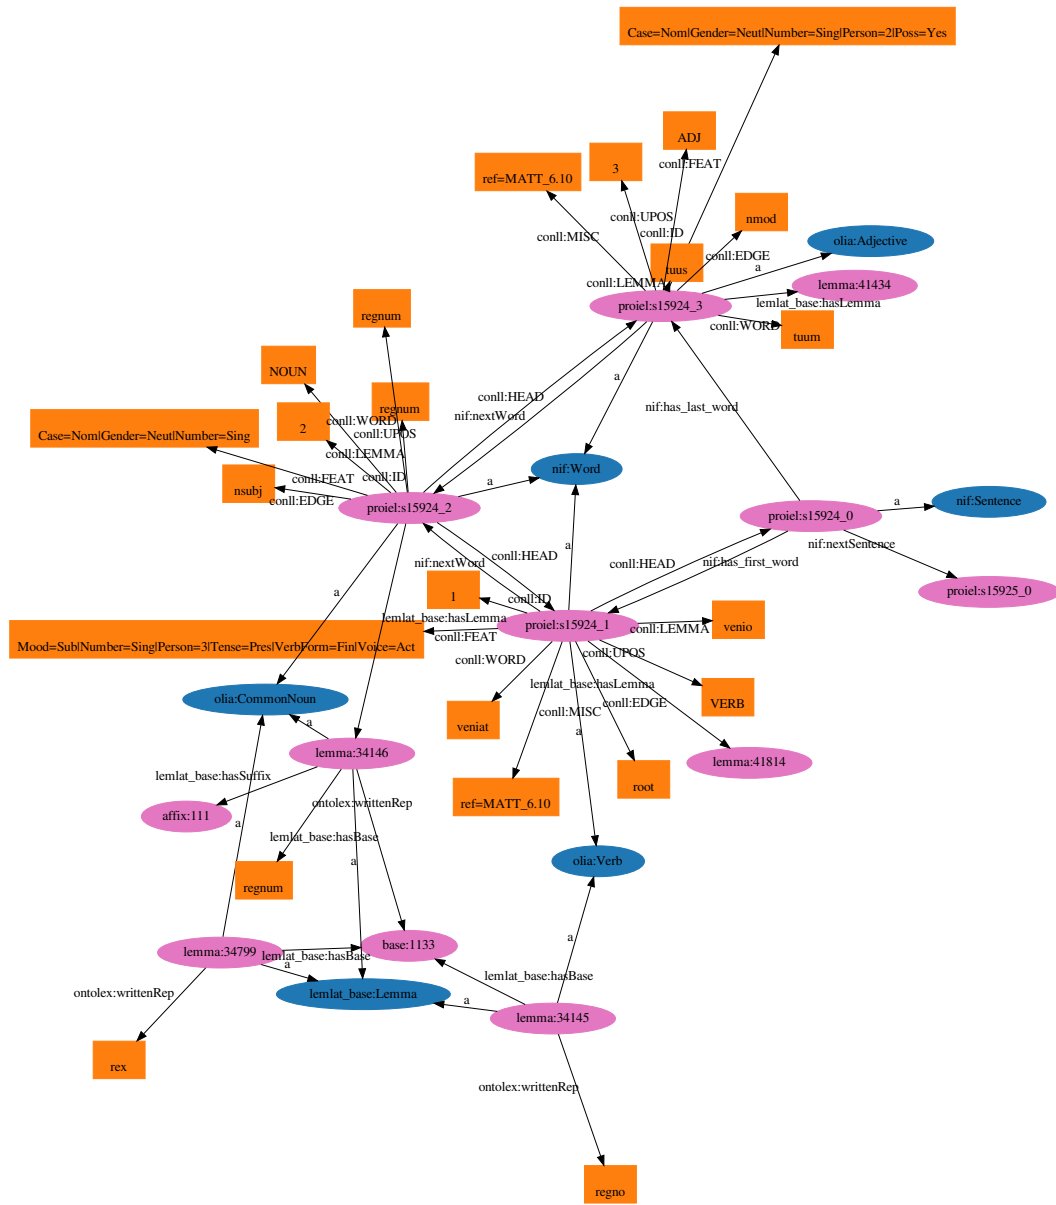 Case=Nom|Gender=Neut|Number=Sing|Person=2|Poss=Yes
ADJ
3
conll:FEAT
ref=MATT_6.10
nmod
conll:UPOS
conll:ID
conll:MISC
olia:Adjective
conll:EDGE
tuus
a
conll:LEMMA
lemma:41434
proiel:s15924_3
lemlat_base:hasLemma
regnum
conll:WORD
tuum
NOUN
a
conll:HEAD
regnum
nif:has_last_word
nif:nextWord
conll:WORD
2
conll:UPOS
Case=Nom|Gender=Neut|Number=Sing
conll:LEMMA
nif:Word
conll:FEAT
conll:ID
nsubj
a
conll:EDGE
a
nif:Sentence
proiel:s15924_2
proiel:s15924_0
nif:nextSentence
a
conll:HEAD
nif:nextWord
conll:HEAD
nif:has_first_word
a
proiel:s15925_0
1
conll:ID
lemlat_base:hasLemma
proiel:s15924_1
conll:LEMMA
venio
conll:FEAT
Mood=Sub|Number=Sing|Person=3|Tense=Pres|VerbForm=Fin|Voice=Act
conll:UPOS
conll:WORD
lemlat_base:hasLemma
olia:CommonNoun
conll:EDGE
VERB
conll:MISC
a
veniat
a
lemma:34146
lemma:41814
lemlat_base:hasSuffix
root
ref=MATT_6.10
ontolex:writtenRep
affix:111
a
lemlat_base:hasBase
a
olia:Verb
regnum
a
base:1133
lemma:34799
lemlat_base:hasBase
a
lemlat_base:hasBase
ontolex:writtenRep
lemlat_base:Lemma
a
lemma:34145
rex
ontolex:writtenRep
regno